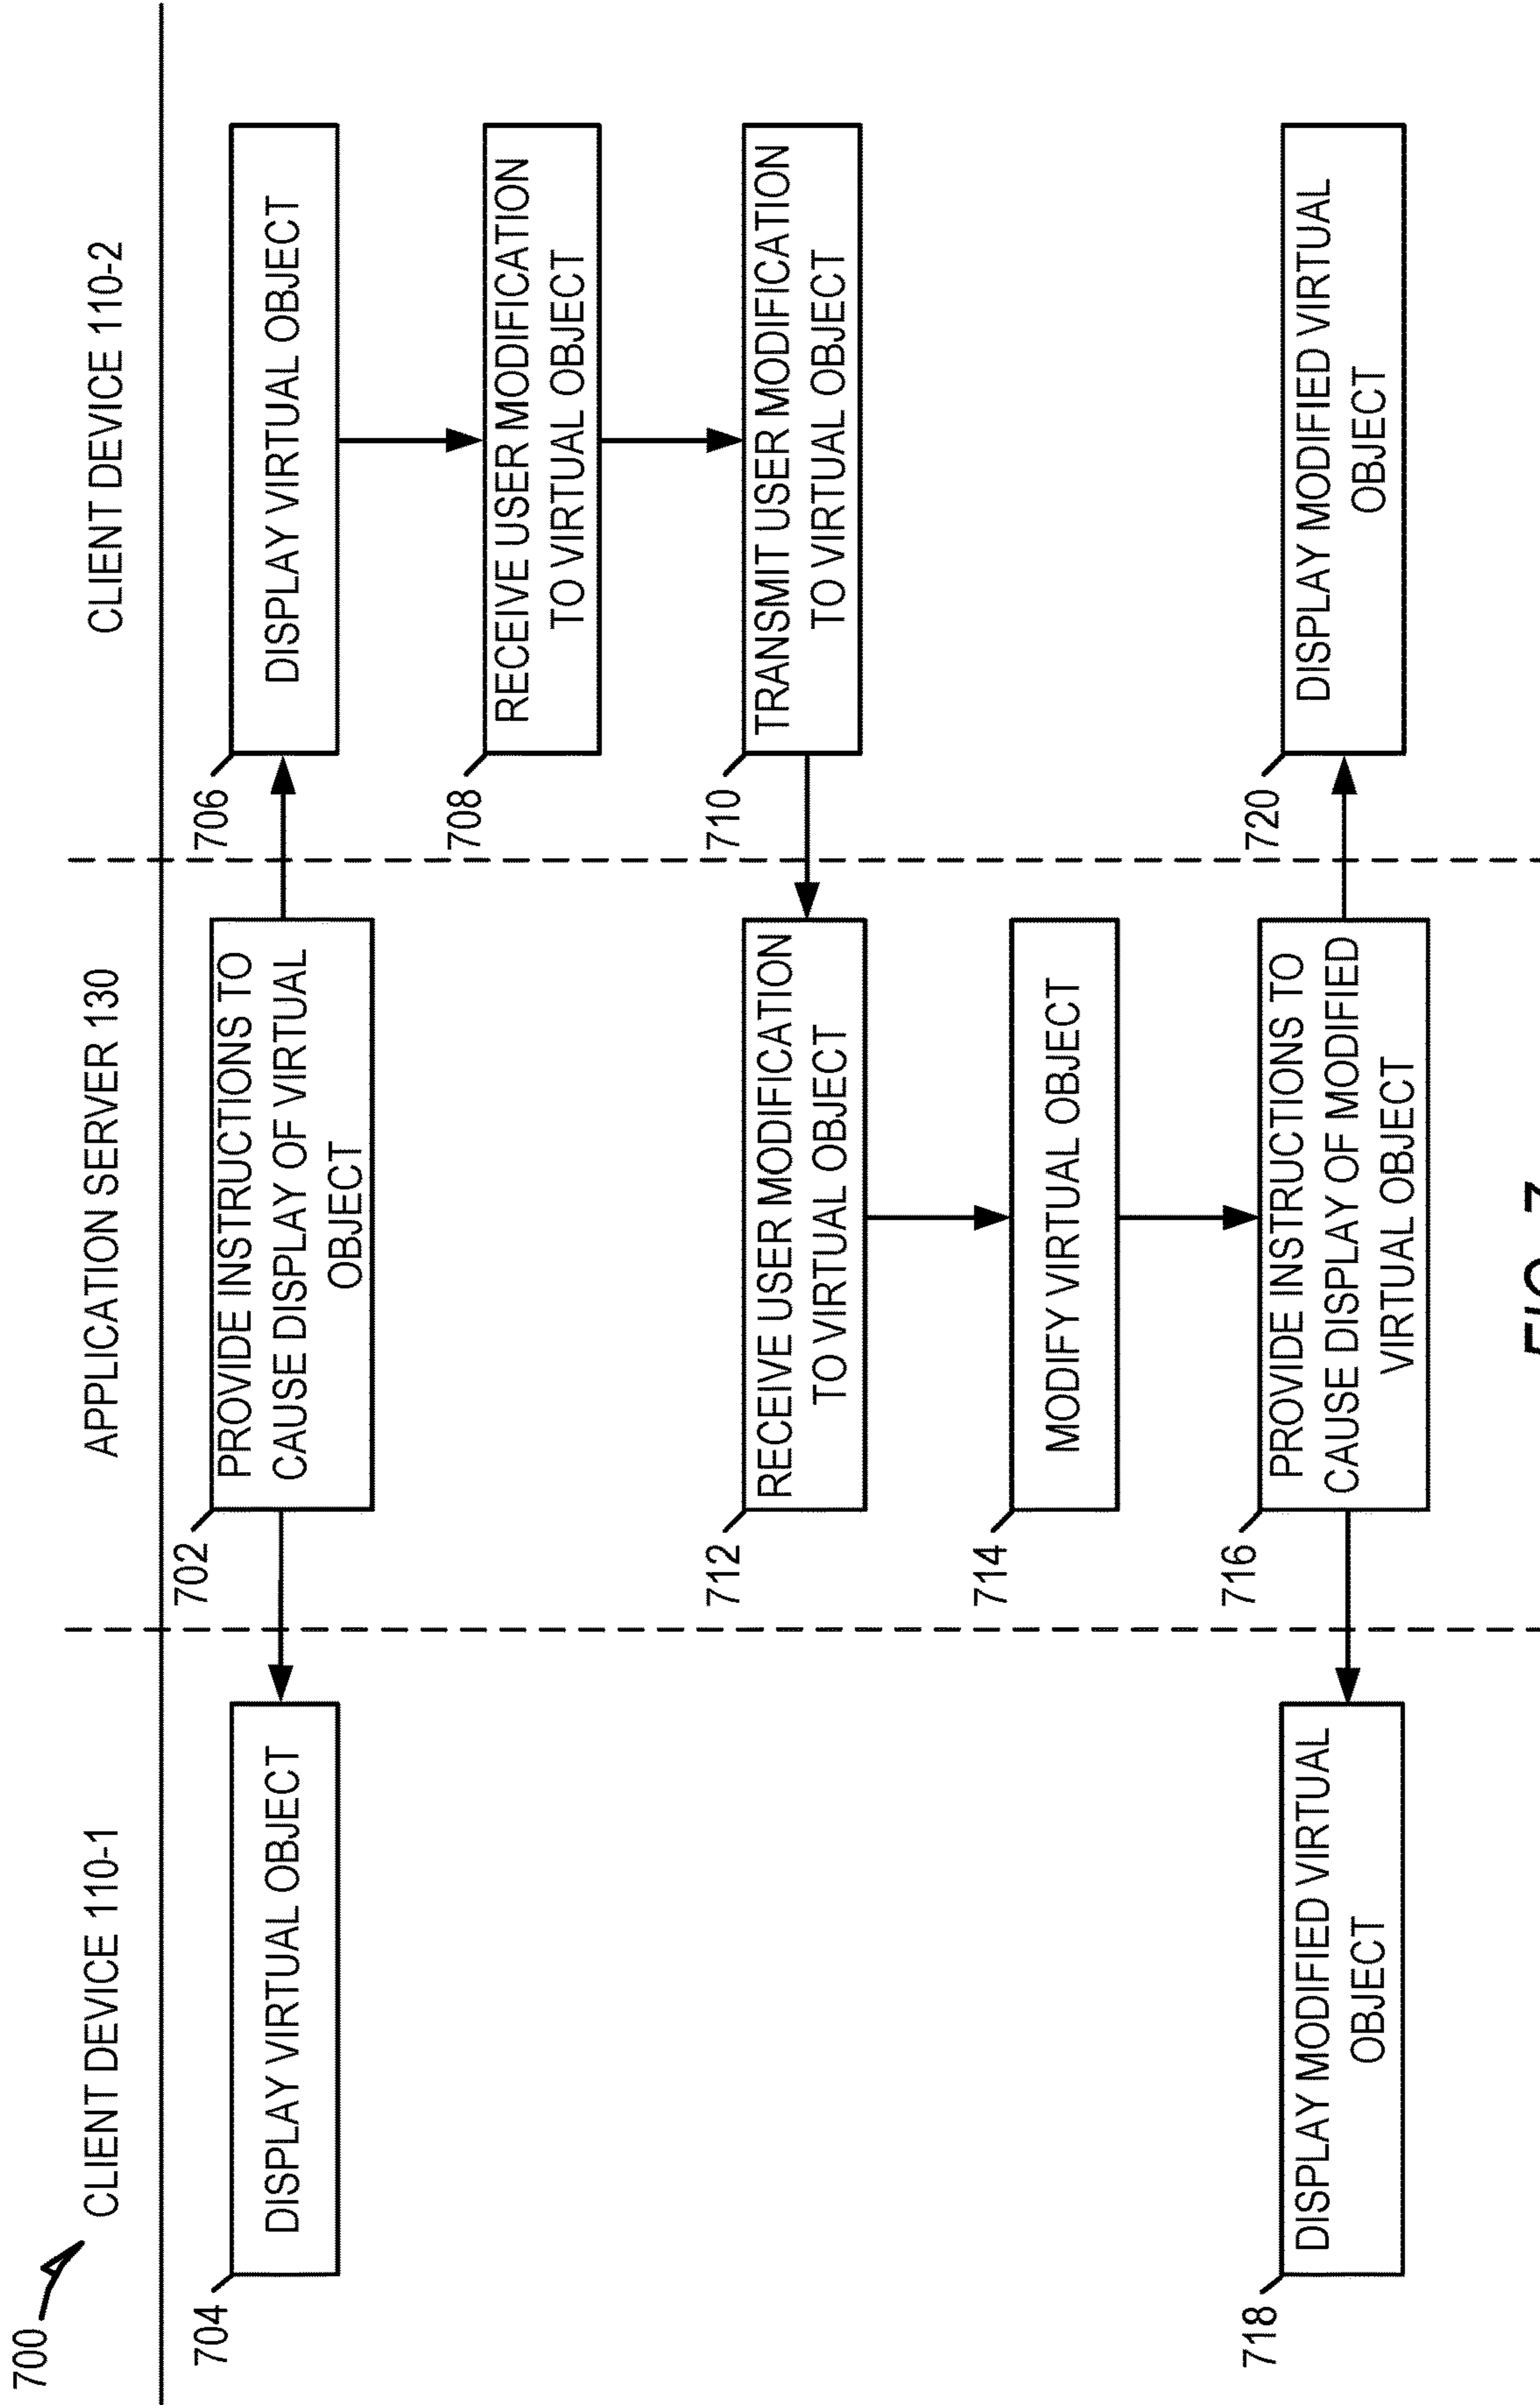 700
CLIENT DEVICE 110-1
APPLICATION SERVER 130
CLIENT DEVICE 110-2
702
PROVIDE INSTRUCTIONS TO
CAUSE DISPLAY OF VIRTUAL
OBJECT
704
DISPLAY VIRTUAL OBJECT
706
DISPLAY VIRTUAL OBJECT
708
RECEIVE USER MODIFICATION
TO VIRTUAL OBJECT
710
TRANSMIT USER MODIFICATION
TO VIRTUAL OBJECT
712
RECEIVE USER MODIFICATION
TO VIRTUAL OBJECT
714
MODIFY VIRTUAL OBJECT
716
PROVIDE INSTRUCTIONS TO
CAUSE DISPLAY OF MODIFIED
VIRTUAL OBJECT
718
DISPLAY MODIFIED VIRTUAL
OBJECT
720
DISPLAY MODIFIED VIRTUAL
OBJECT
FIG. 7